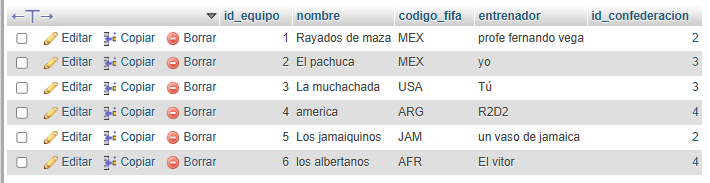 id_equipo nombre codigo_fifa entrenador id_confederacion
Editar Copiar Borrar 1 Rayados de maza MEX profe fernando vega 2
Editar Copiar Borrar 2 El pachuca MEX yo 3
Editar Copiar Borrar 3 La muchachada USA Tú 3
Editar Copiar Borrar 4 america ARG R2D2 4
Editar Copiar Borrar 5 Los jamaiquinos JAM un vaso de jamaica 2
Editar Copiar Borrar 6 los albertanos AFR El vitor 4